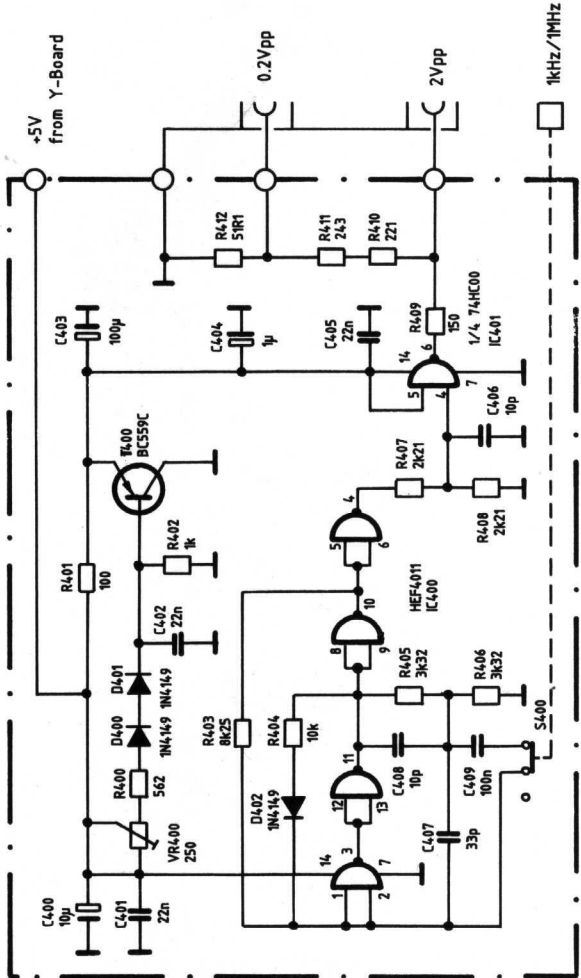 +5V
from Y-Board
0.2Vpp
2Vpp
1kHz/1MHz
C403
100µ
C404
1µ
C405
22n
R412
51R1
R411
243
R410
221
R409
150
1/4 74HC00
IC401
14
5
4
6
7
C406
10p
T400
BC559C
R401
100
R402
1k
C402
22n
D401
1N4149
D400
1N4149
R400
562
VR400
250
C400
10µ
C401
22n
R403
8k25
R404
10k
D402
1N4149
R407
2k21
R408
2k21
5
6
4
HEF4011
IC400
8
9
10
R405
3k32
R406
3k32
S400
12
13
11
C408
10p
C409
100n
C407
33p
14
1
2
3
7